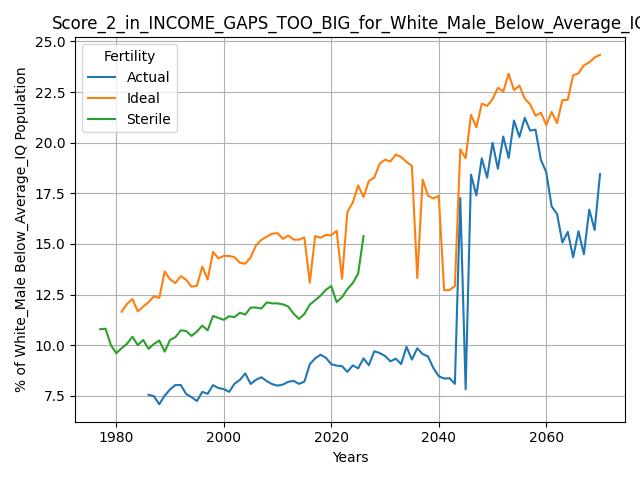 Score_2_in_INCOME_GAPS_TOO_BIG_for_White_Male_Below_Average_IQ
% of White_Male Below_Average_IQ Population
25.0
22.5
20.0
17.5
15.0
12.5
10.0
7.5
Fertility
Actual
Ideal
Sterile
1980
2000
2020
2040
2060
Years